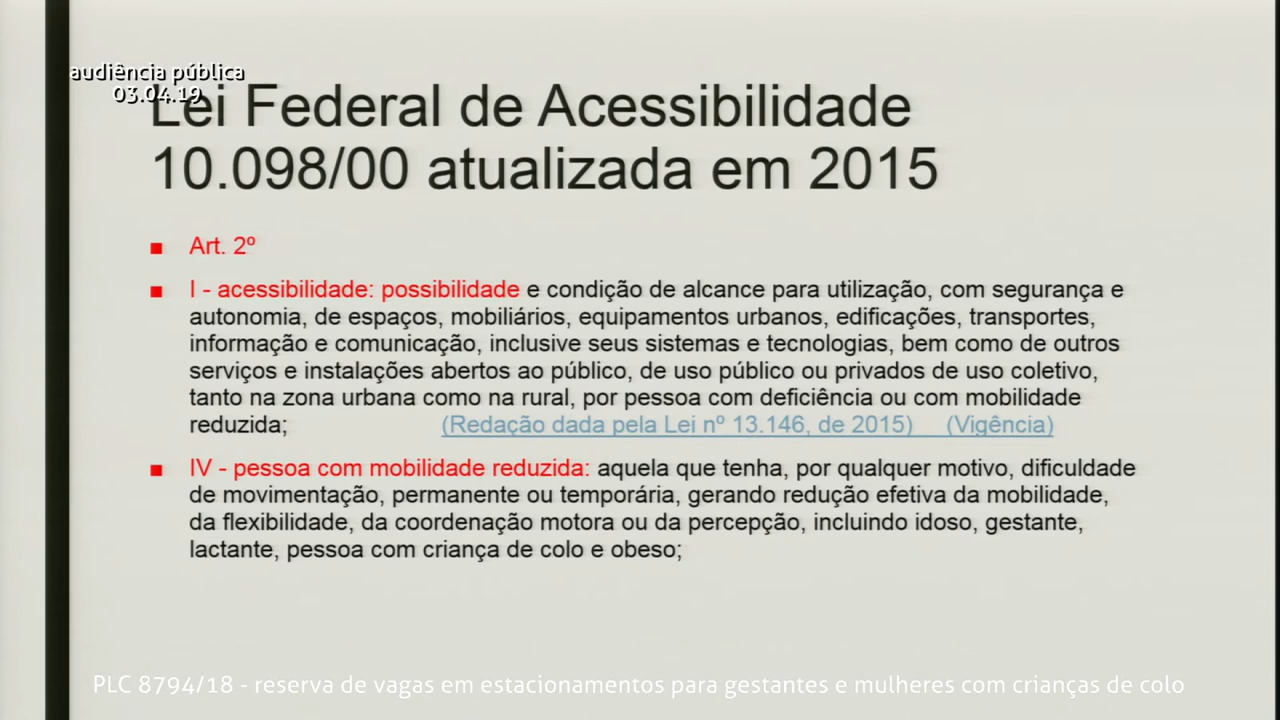 audiência pública
03.04.19
Lei Federal de Acessibilidade
10.098/00 atualizada em 2015
Art. 2º
I - acessibilidade: possibilidade e condição de alcance para utilização, com segurança e
autonomia, de espaços, mobiliários, equipamentos urbanos, edificações, transportes,
informação e comunicação, inclusive seus sistemas e tecnologias, bem como de outros
serviços e instalações abertos ao público, de uso público ou privados de uso coletivo,
tanto na zona urbana como na rural, por pessoa com deficiência ou com mobilidade
reduzida; (Redação dada pela Lei nº 13.146, de 2015) (Vigência)
IV - pessoa com mobilidade reduzida: aquela que tenha, por qualquer motivo, dificuldade
de movimentação, permanente ou temporária, gerando redução efetiva da mobilidade,
da flexibilidade, da coordenação motora ou da percepção, incluindo idoso, gestante,
lactante, pessoa com criança de colo e obeso;
PLC 8794/18 - reserva de vagas em estacionamentos para gestantes e mulheres com crianças de colo